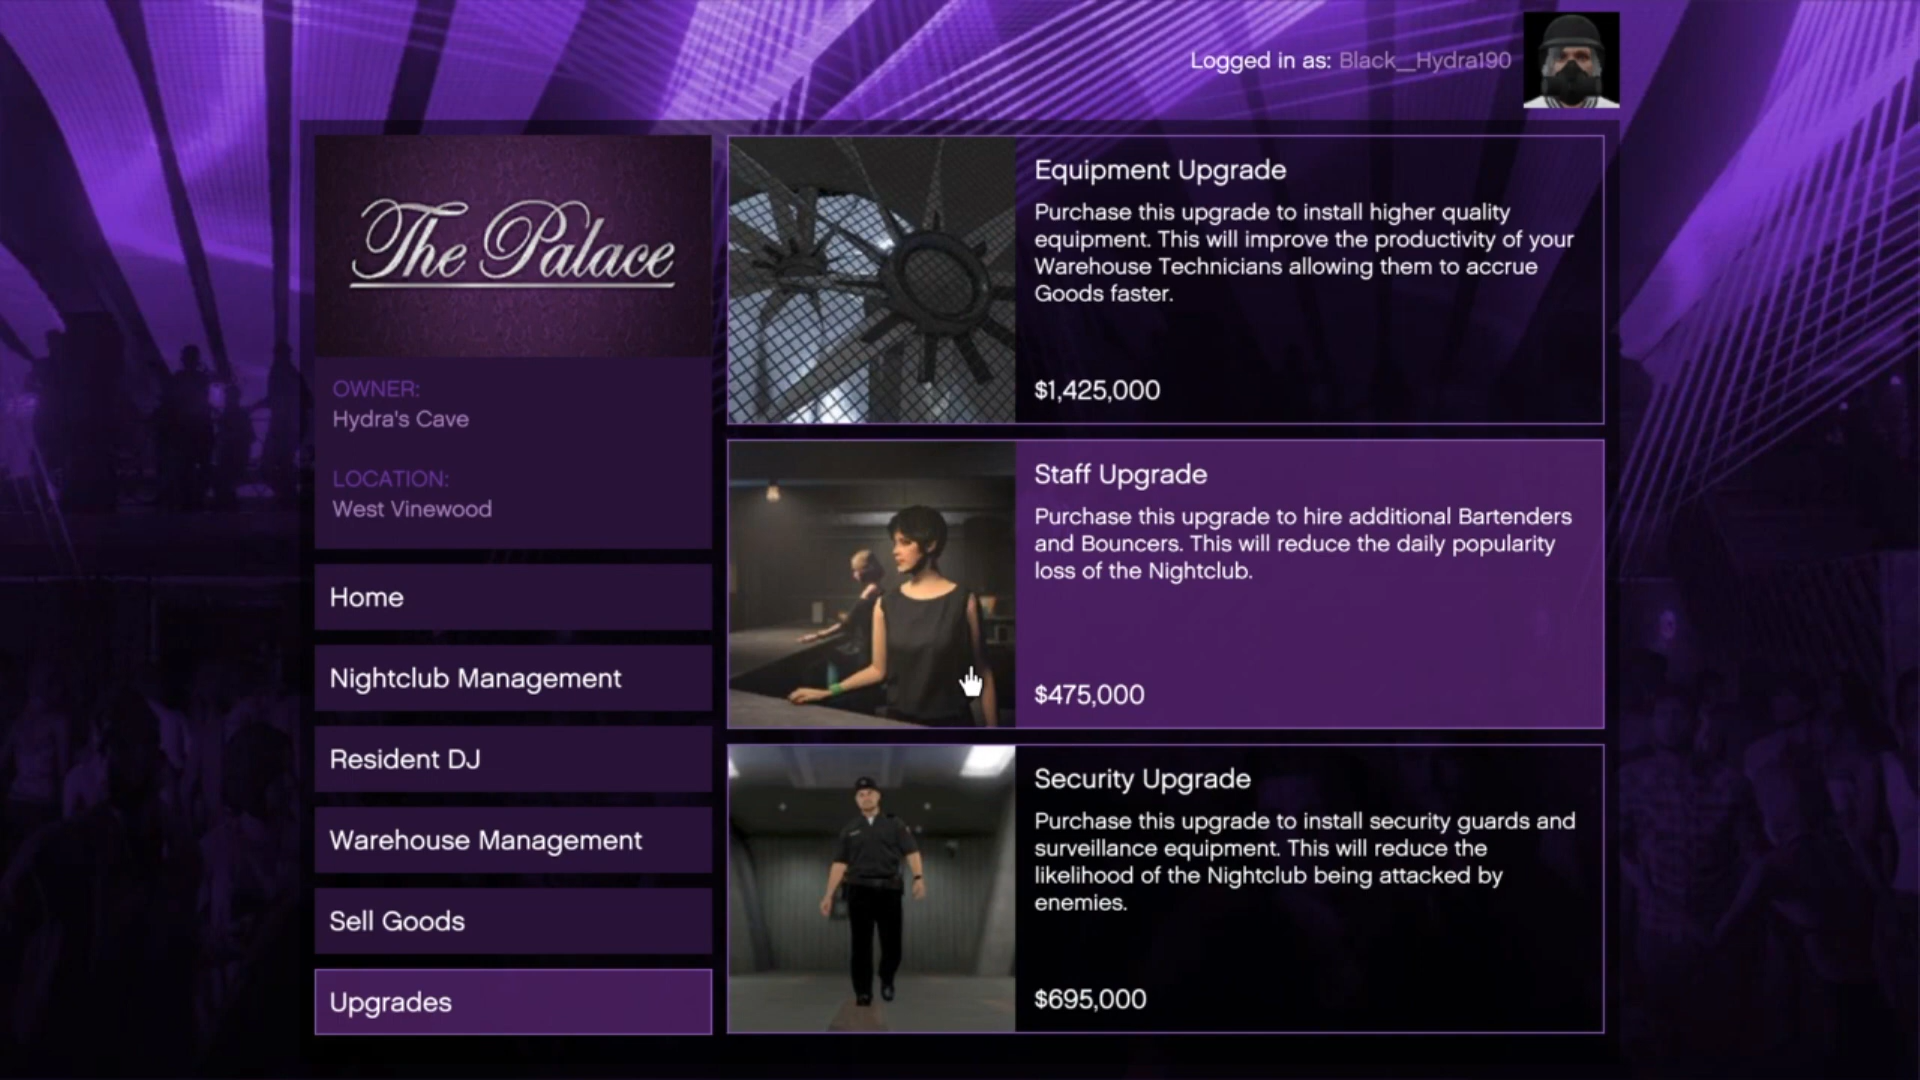 Logged in as: Black__Hydra190
The Palace
OWNER:
Hydra's Cave
LOCATION:
West Vinewood
Home
Nightclub Management
Resident DJ
Warehouse Management
Sell Goods
Upgrades
Equipment Upgrade
Purchase this upgrade to install higher quality
equipment. This will improve the productivity of your
Warehouse Technicians allowing them to accrue
Goods faster.
$1,425,000
Staff Upgrade
Purchase this upgrade to hire additional Bartenders
and Bouncers. This will reduce the daily popularity
loss of the Nightclub.
$475,000
Security Upgrade
Purchase this upgrade to install security guards and
surveillance equipment. This will reduce the
likelihood of the Nightclub being attacked by
enemies.
$695,000